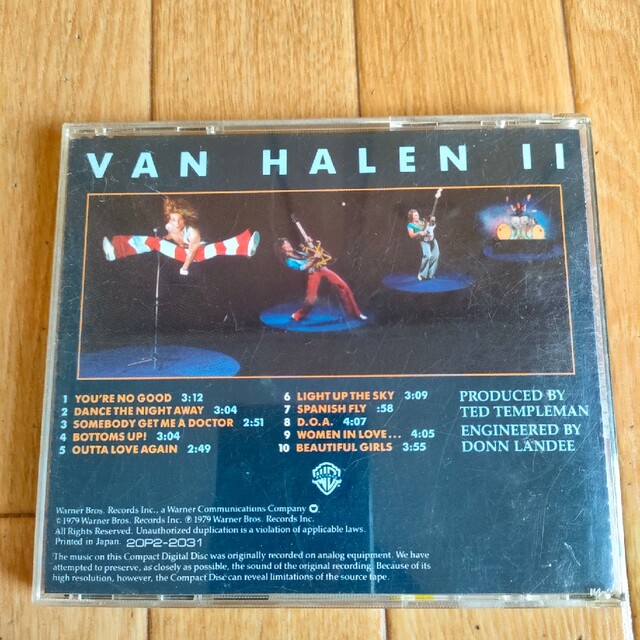 VAN HALEN II
1 YOU'RE NO GOOD 3:12
2 DANCE THE NIGHT AWAY 3:04
3 SOMEBODY GET ME A DOCTOR 2:51
4 BOTTOMS UP! 3:04
5 OUTTA LOVE AGAIN 2:49
6 LIGHT UP THE SKY 3:09
7 SPANISH FLY :58
8 D.O.A. 4:07
9 WOMEN IN LOVE... 4:05
10 BEAUTIFUL GIRLS 3:55
PRODUCED BY
TED TEMPLEMAN
ENGINEERED BY
DONN LANDEE
Warner Bros. Records Inc., a Warner Communications Company
© 1979 Warner Bros. Records Inc. ℗ 1979 Warner Bros. Records Inc.
All Rights Reserved. Unauthorized duplication is a violation of applicable laws.
Printed in Japan. 20P2-2031
The music on this Compact Digital Disc was originally recorded on analog equipment. We have
attempted to preserve, as closely as possible, the sound of the original recording. Because of its
high resolution, however, the Compact Disc can reveal limitations of the source tape.